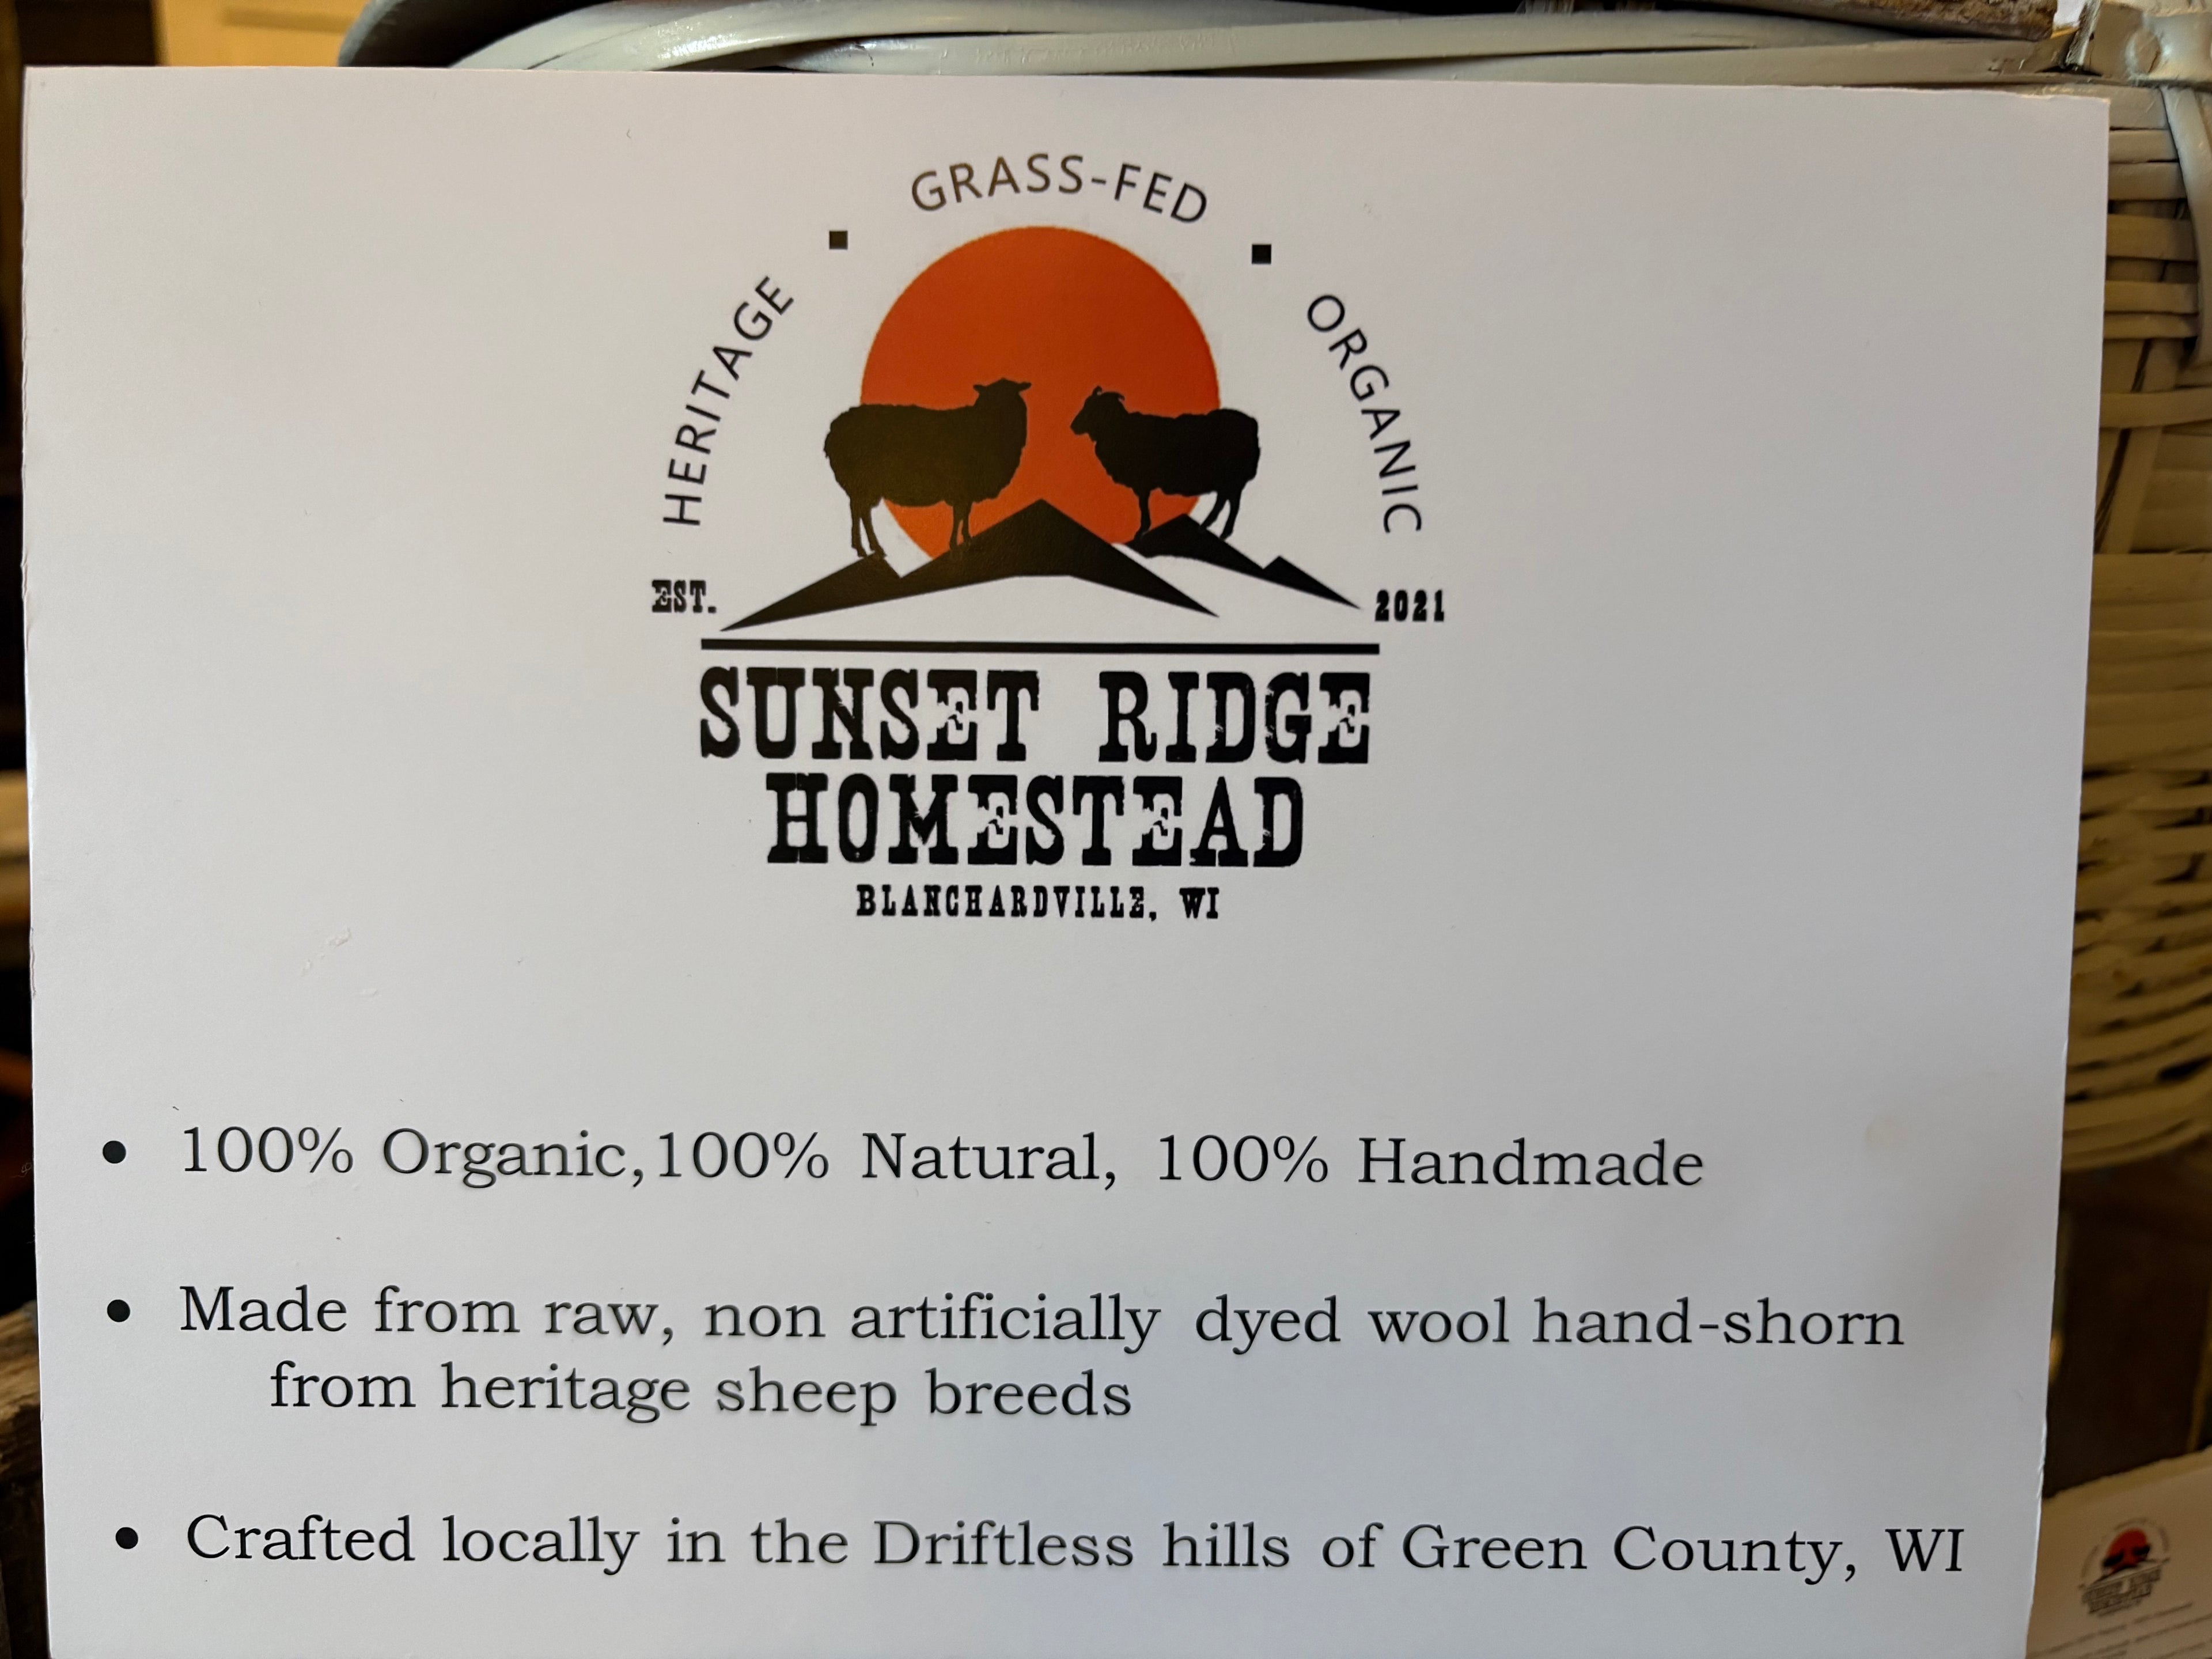 GRASS-FED
HERITAGE
ORGANIC
EST.
2021
SUNSET RIDGE
HOMESTEAD
BLANCHARDVILLE, WI
• 100% Organic,100% Natural, 100% Handmade
• Made from raw, non artificially dyed wool hand-shorn
from heritage sheep breeds
• Crafted locally in the Driftless hills of Green County, WI